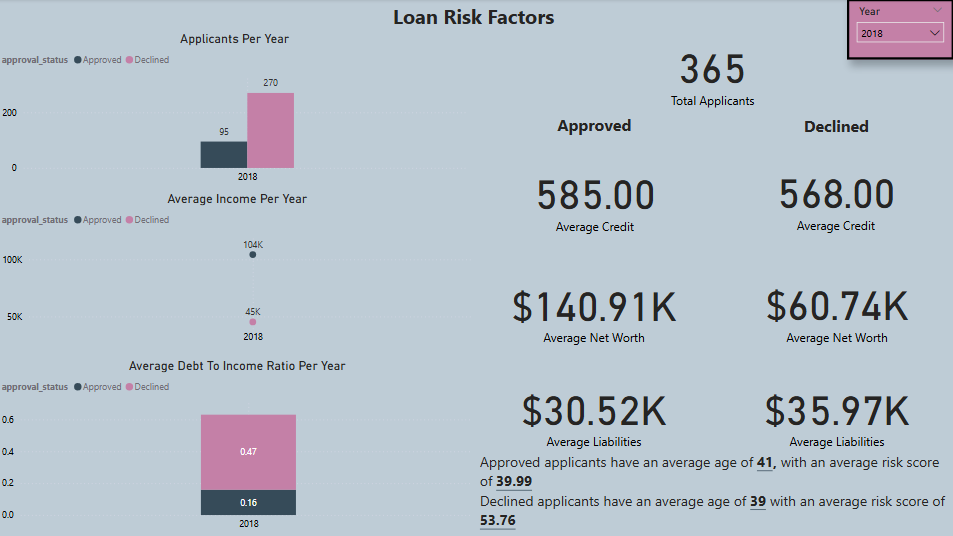 Loan Risk Factors
Year
2018
Applicants Per Year
approval_status Approved Declined
270
200
95
0
2018
Average Income Per Year
approval_status Approved Declined
104K
100K
45K
50K
2018
Average Debt To Income Ratio Per Year
approval_status Approved Declined
0.6
0.47
0.4
0.2
0.16
0.0
2018
365
Total Applicants
Approved
Declined
585.00
Average Credit
568.00
Average Credit
$140.91K
Average Net Worth
$60.74K
Average Net Worth
$30.52K
Average Liabilities
$35.97K
Average Liabilities
Approved applicants have an average age of 41, with an average risk score
of 39.99
Declined applicants have an average age of 39 with an average risk score of
53.76